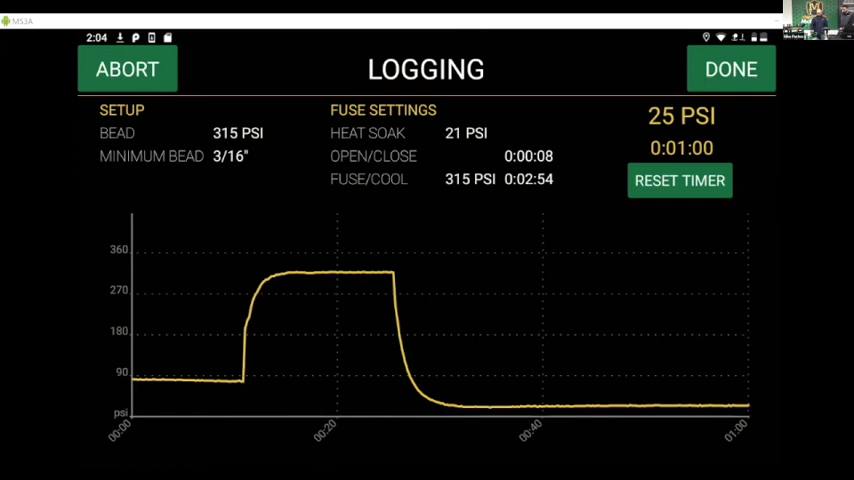 MS3A
2:04
ABORT
LOGGING
DONE
SETUP
BEAD 315 PSI
MINIMUM BEAD 3/16"
FUSE SETTINGS
HEAT SOAK 21 PSI
OPEN/CLOSE 0:00:08
FUSE/COOL 315 PSI 0:02:54
25 PSI
0:01:00
RESET TIMER
360
270
180
90
psi
00:00
00:20
00:40
01:00